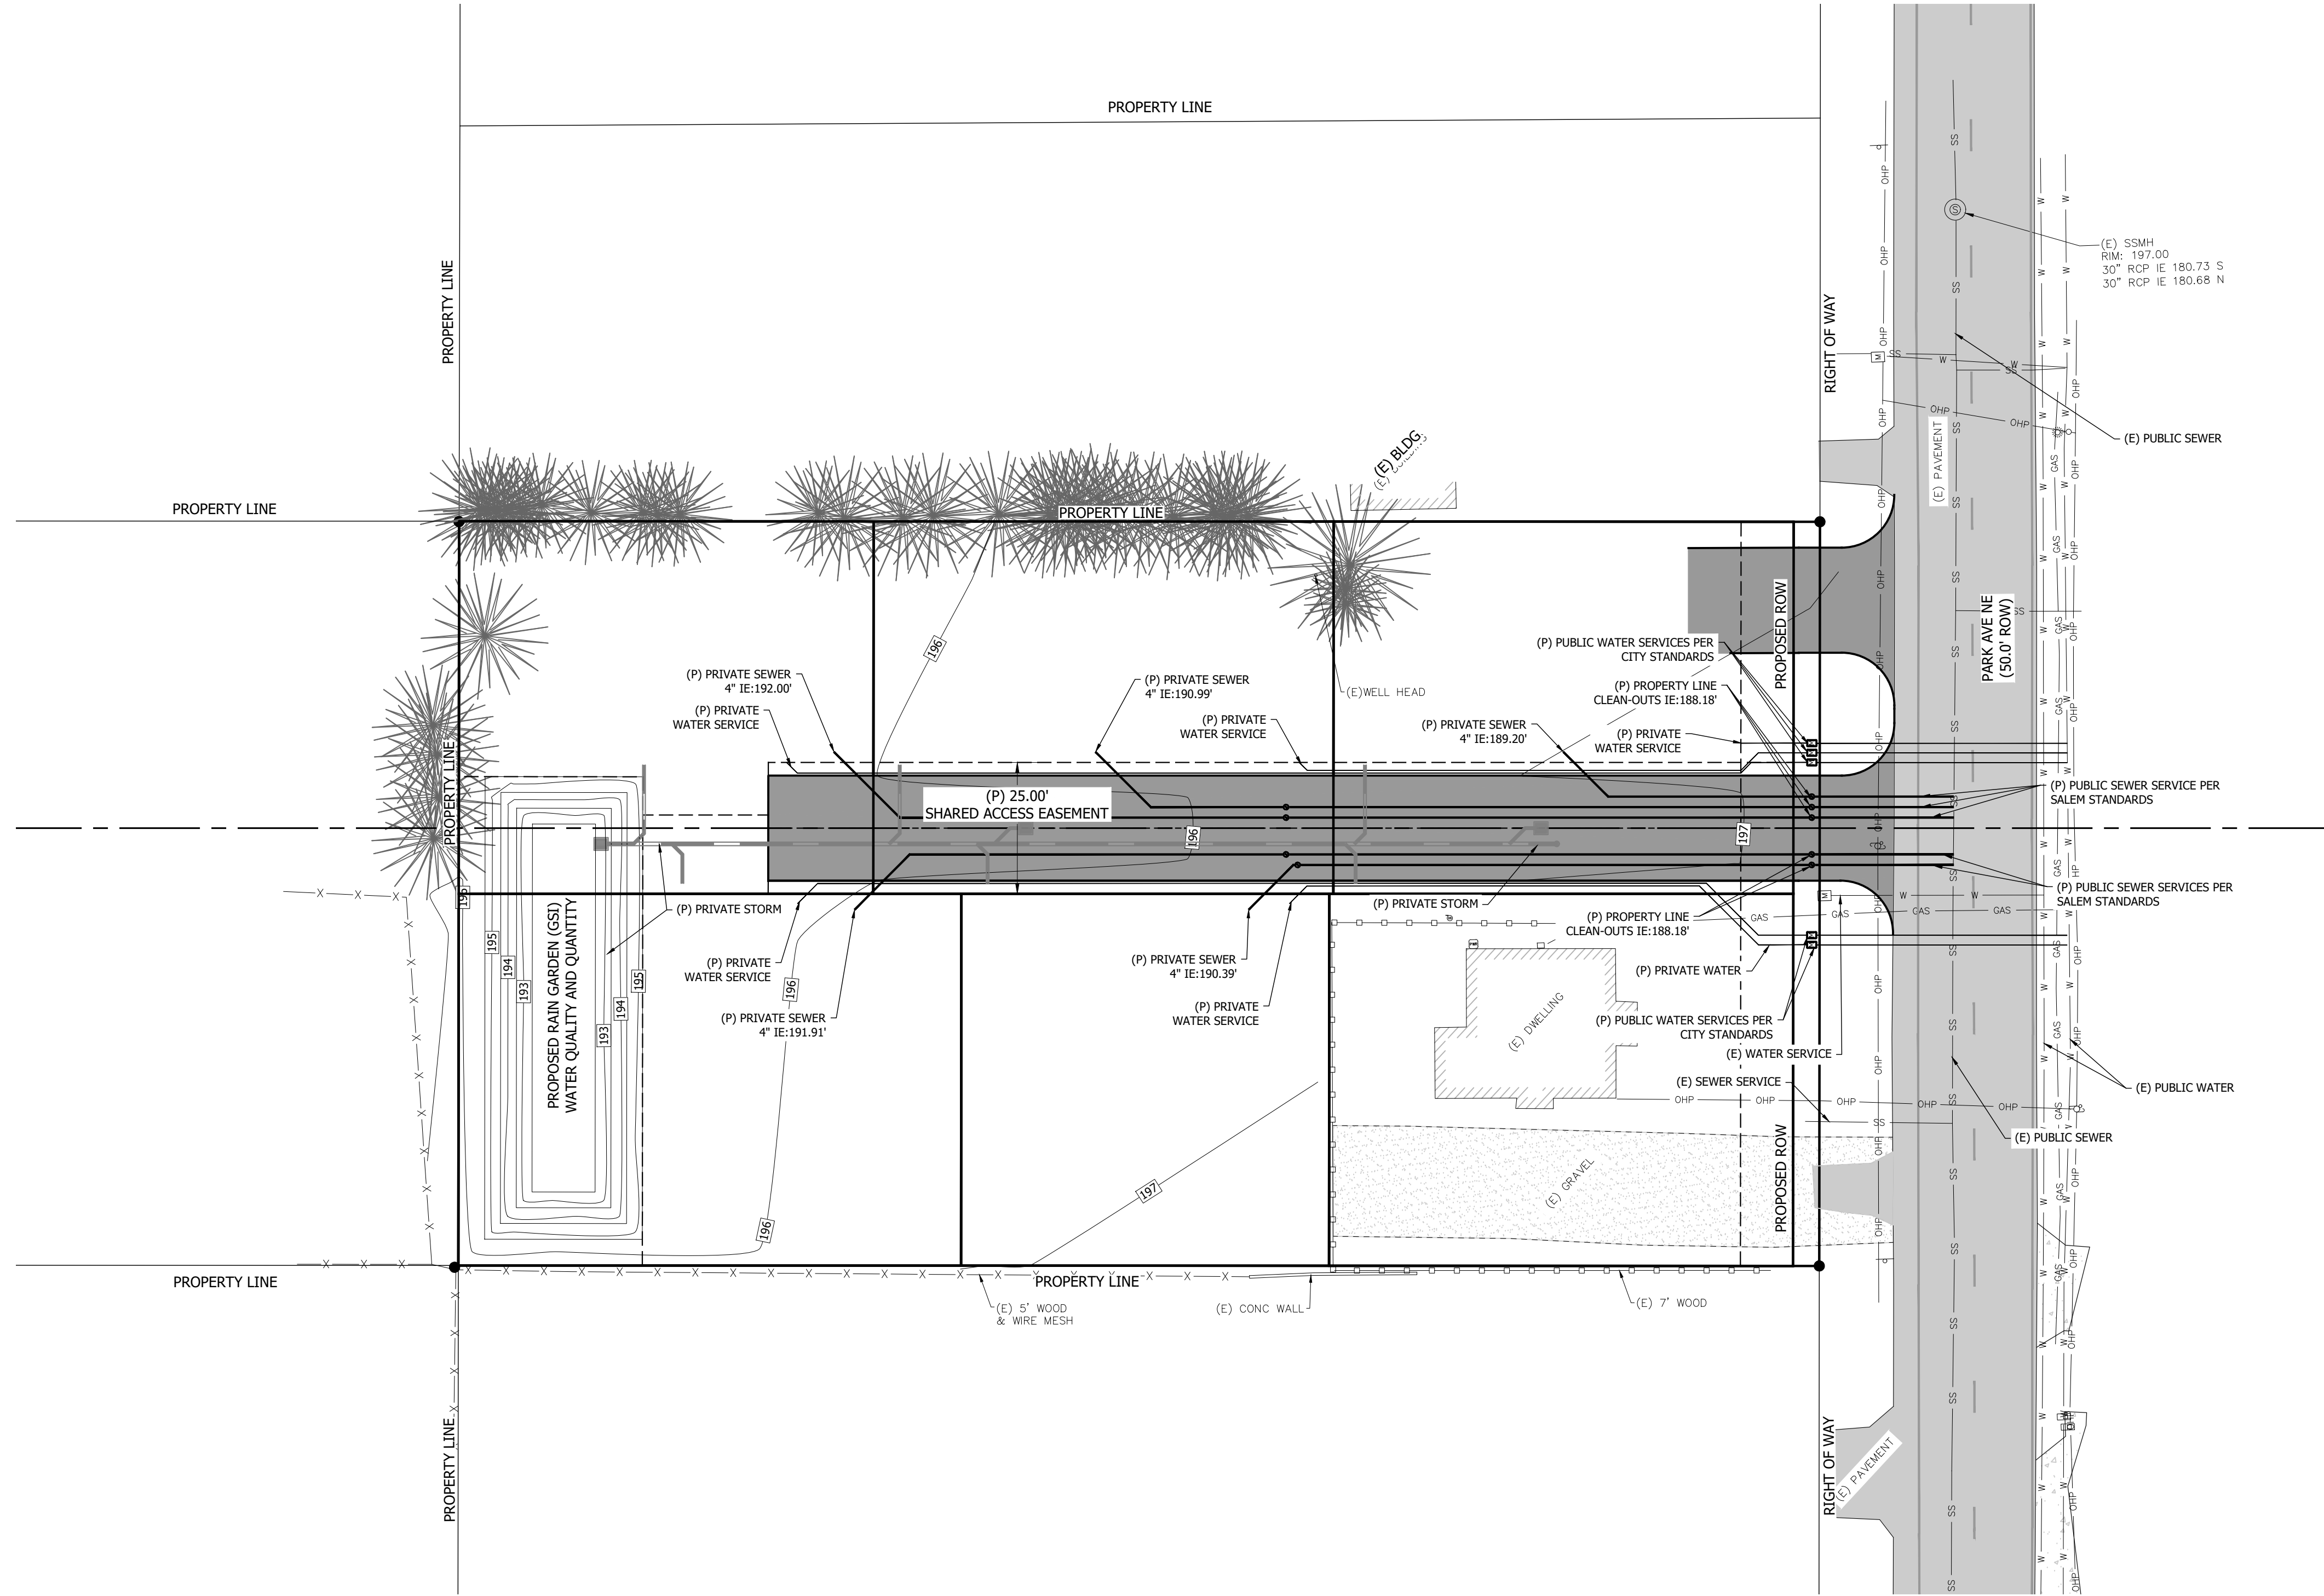 PROPERTY LINE
PROPERTY LINE
RIGHT OF WAY
(E) SSMH
RIM: 197.00
30" RCP IE 180.73 S
30" RCP IE 180.68 N
(E) PUBLIC SEWER
(E) PAVEMENT
(E) BLDG.
PROPERTY LINE
PROPERTY LINE
PROPOSED ROW
PARK AVE NE
(50.0' ROW)
196
(P) PRIVATE SEWER
4" IE:192.00'
(P) PRIVATE
WATER SERVICE
(P) PRIVATE SEWER
4" IE:190.99'
(P) PRIVATE
WATER SERVICE
(E)WELL HEAD
(P) PRIVATE SEWER
4" IE:189.20'
(P) PUBLIC WATER SERVICES PER
CITY STANDARDS
(P) PROPERTY LINE
CLEAN-OUTS IE:188.18'
(P) PRIVATE
WATER SERVICE
PROPERTY LINE
(P) 25.00'
SHARED ACCESS EASEMENT
196
197
(P) PUBLIC SEWER SERVICE PER
SALEM STANDARDS
(P) PUBLIC SEWER SERVICES PER
SALEM STANDARDS
196
(P) PRIVATE STORM
(P) PRIVATE STORM
(P) PROPERTY LINE
CLEAN-OUTS IE:188.18'
195
194
193
PROPOSED RAIN GARDEN (GSI)
WATER QUALITY AND QUANTITY
193
194
195
(P) PRIVATE
WATER SERVICE
(P) PRIVATE SEWER
4" IE:191.91'
196
(P) PRIVATE SEWER
4" IE:190.39'
(P) PRIVATE
WATER SERVICE
(E) DWELLING
(P) PRIVATE WATER
(P) PUBLIC WATER SERVICES PER
CITY STANDARDS
(E) WATER SERVICE
(E) SEWER SERVICE
(E) PUBLIC WATER
(E) PUBLIC SEWER
PROPOSED ROW
(E) GRAVEL
197
196
PROPERTY LINE
PROPERTY LINE
(E) 5' WOOD
& WIRE MESH
(E) CONC WALL
(E) 7' WOOD
PROPERTY LINE
RIGHT OF WAY
(E) PAVEMENT